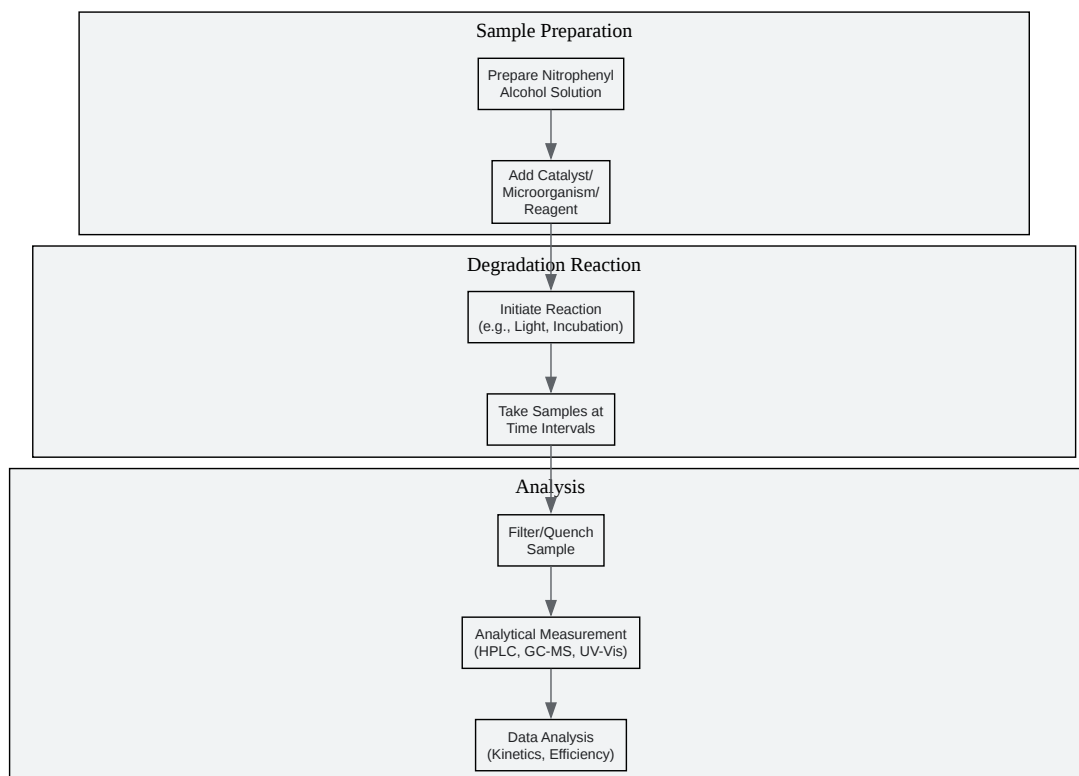 Sample Preparation
Prepare Nitrophenyl
Alcohol Solution
Add Catalyst/
Microorganism/
Reagent
Degradation Reaction
Initiate Reaction
(e.g., Light, Incubation)
Take Samples at
Time Intervals
Analysis
Filter/Quench
Sample
Analytical Measurement
(HPLC, GC-MS, UV-Vis)
Data Analysis
(Kinetics, Efficiency)